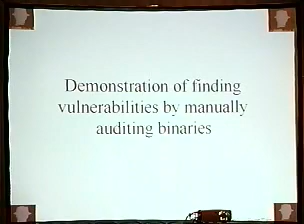 Demonstration of finding
vulnerabilities by manually
auditing binaries